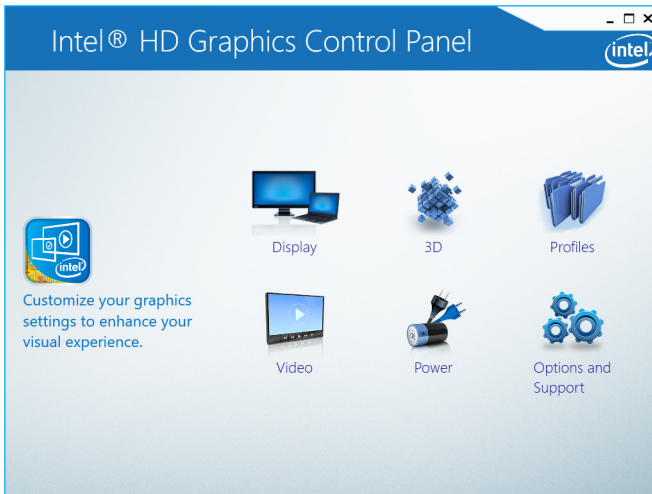 Intel® HD Graphics Control Panel
intel
Display
3D
Profiles
intel
Customize your graphics
settings to enhance your
visual experience.
Video
Power
Options and
Support